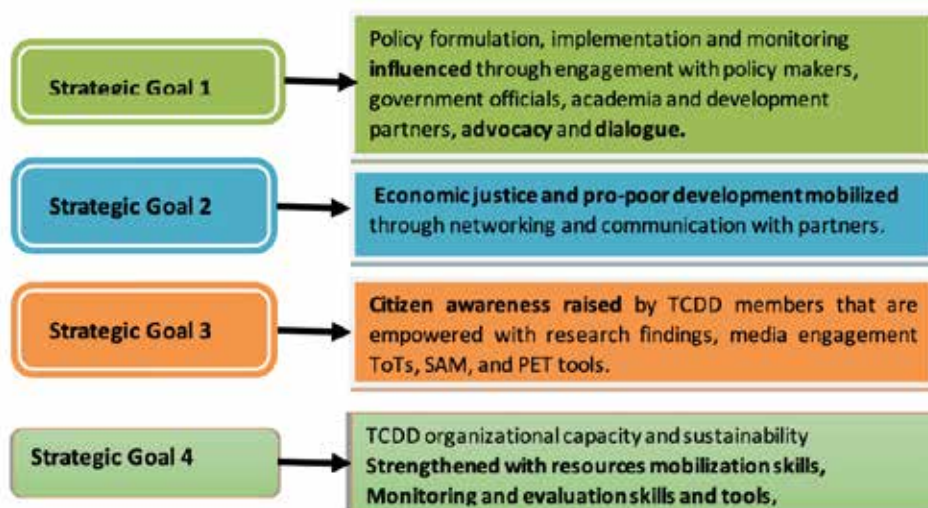 Strategic Goal 1
Policy formulation, implementation and monitoring
influenced through engagement with policy makers,
government officials, academia and development
partners, advocacy and dialogue.
Strategic Goal 2
Economic justice and pro-poor development mobilized
through networking and communication with partners.
Strategic Goal 3
Citizen awareness raised by TCDD members that are
empowered with research findings, media engagement
ToTs, SAM, and PET tools.
Strategic Goal 4
TCDD organizational capacity and sustainability
Strengthened with resources mobilization skills,
Monitoring and evaluation skills and tools,